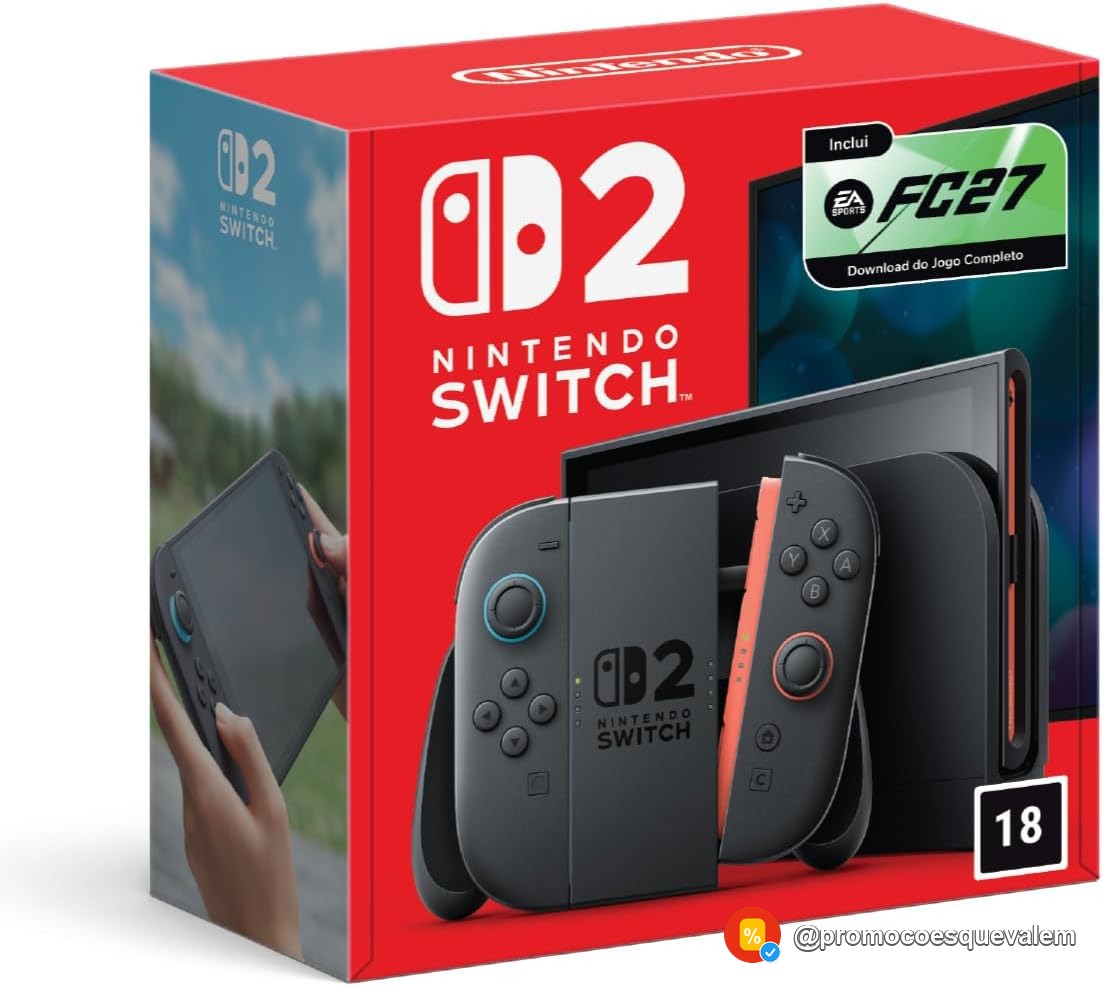 Nintendo
2
NINTENDO
SWITCH
2
NINTENDO
SWITCH™
Inclui
EA
SPORTS
FC27
Download do Jogo Completo
X
Y
A
B
2
NINTENDO
SWITCH
C
18
%
@promocoesquevalem